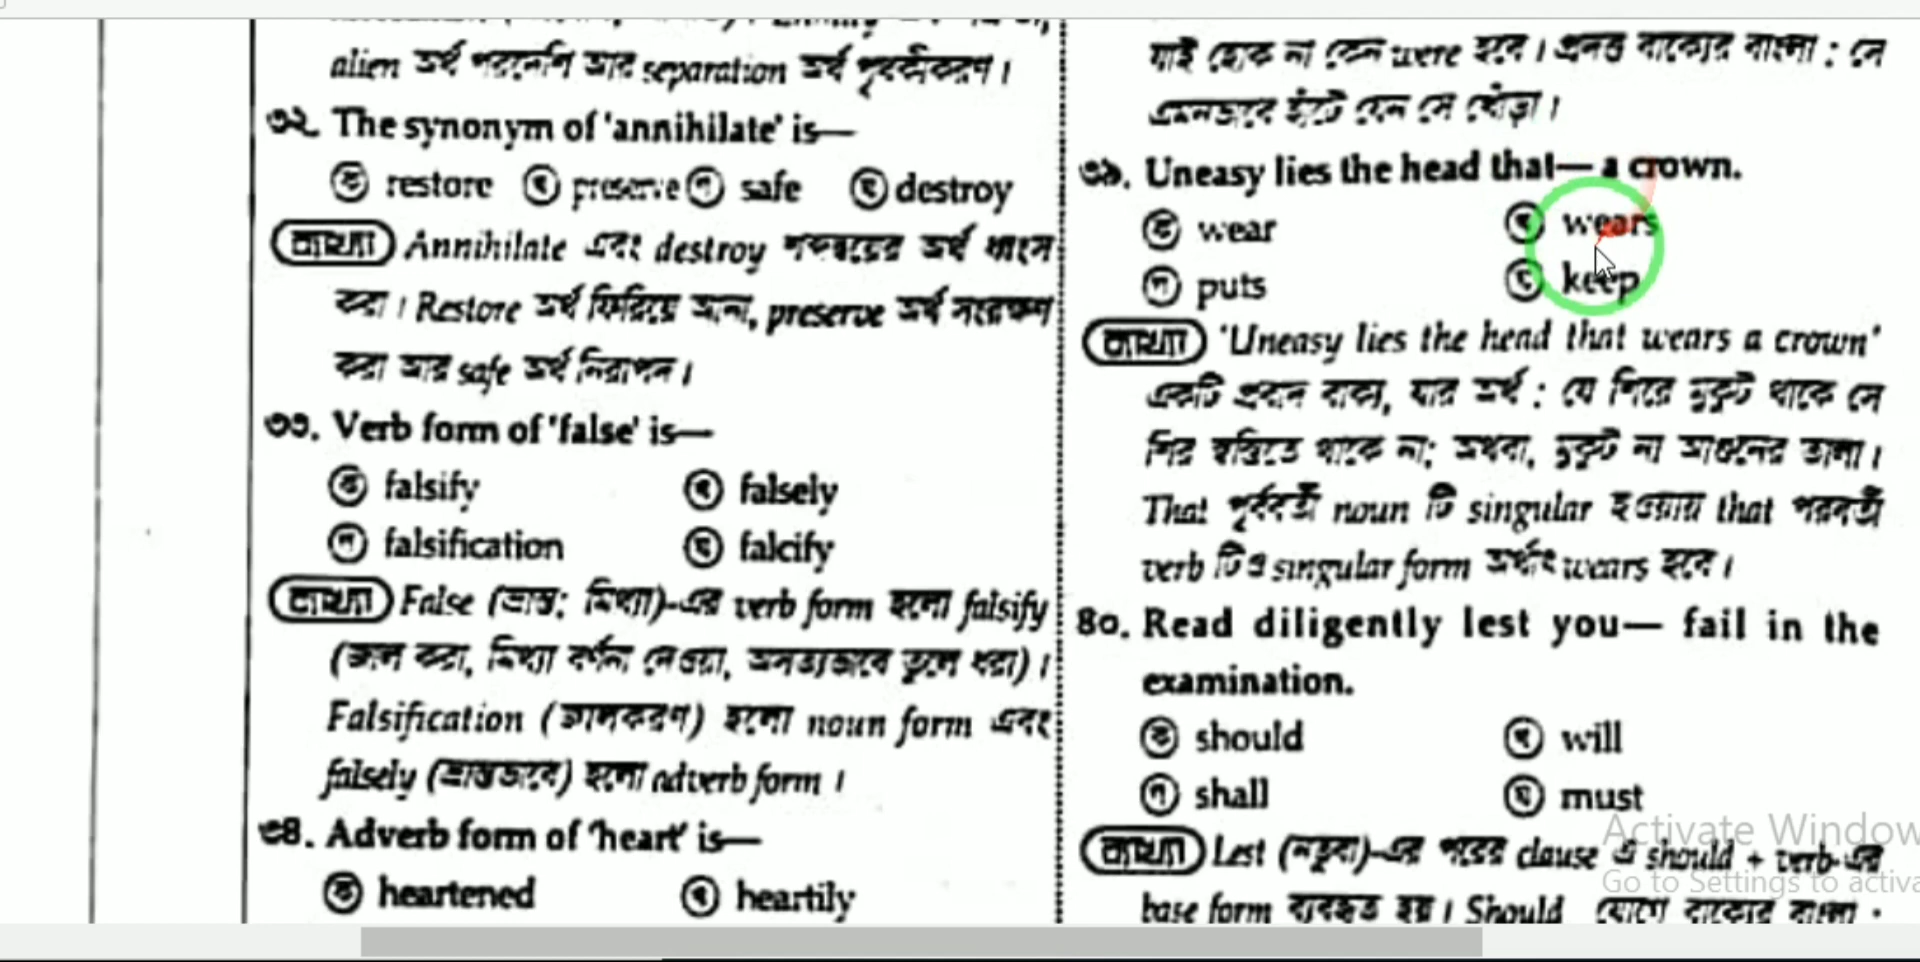 alien অর্থ পরদেশি আর separation অর্থ পৃথকীকরণ।
৩২. The synonym of 'annihilate' is—
ক restore খ preserve গ safe ঘ destroy
ব্যাখ্যা Annihilate এবং destroy শব্দদ্বয়ের অর্থ ধ্বংস
করা। Restore অর্থ ফিরিয়ে আনা, preserve অর্থ সংরক্ষণ
করা আর safe অর্থ নিরাপদ।
৩৩. Verb form of 'false' is—
ক falsify খ falsely
গ falsification ঘ falcify
ব্যাখ্যা False (ভ্রান্ত; মিথ্যা)-এর verb form হলো falsify
(জাল করা, মিথ্যা বর্ণনা দেওয়া, অসত্যভাবে তুলে ধরা)।
Falsification (জালকরণ) হলো noun form এবং
falsely (ভ্রান্তভাবে) হলো adverb form ।
৩৪. Adverb form of 'heart' is—
ক heartened খ heartily
যাই হোক না কেন were হবে। প্রদত্ত বাক্যের বাংলা : সে
এমনভাবে হাঁটে যেন সে খোঁড়া।
৩৯. Uneasy lies the head that— a crown.
ক wear খ wears
গ puts ঘ keep
ব্যাখ্যা 'Uneasy lies the head that wears a crown'
একটি প্রবাদ বাক্য, যার অর্থ : যে শিরে মুকুট থাকে সে
শির স্বস্তিতে থাকে না; অথবা, মুকুট না আগুনের ডালা।
That পূর্ববর্তী noun টি singular হওয়ায় that পরবর্তী
verb টিও singular form অর্থাৎ wears হবে।
৪০. Read diligently lest you— fail in the
examination.
ক should খ will
গ shall ঘ must
ব্যাখ্যা Lest (নতুবা)-এর পরের clause এ should + verb-এর
base form ব্যবহৃত হয়। Should যোগে বাক্যের বাংলা :
Activate Window
Go to Settings to activa